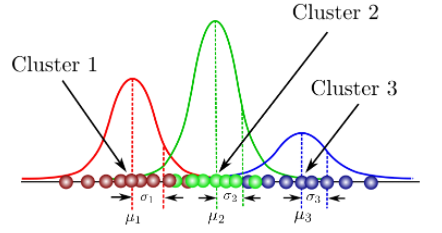 Cluster 2
Cluster 1
Cluster 3
σ₁ σ₂ σ₃
μ₁ μ₂ μ₃